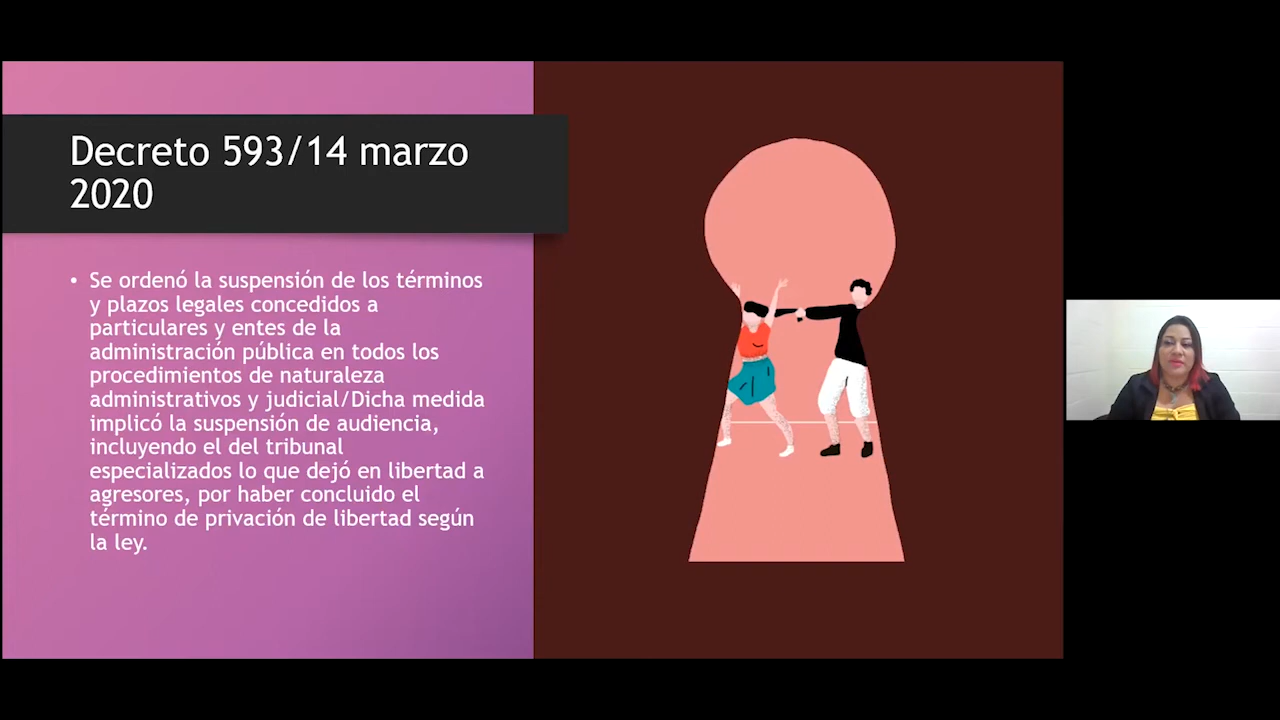 Decreto 593/14 marzo
2020
• Se ordenó la suspensión de los términos
y plazos legales concedidos a
particulares y entes de la
administración pública en todos los
procedimientos de naturaleza
administrativos y judicial/Dicha medida
implicó la suspensión de audiencia,
incluyendo el del tribunal
especializados lo que dejó en libertad a
agresores, por haber concluido el
término de privación de libertad según
la ley.